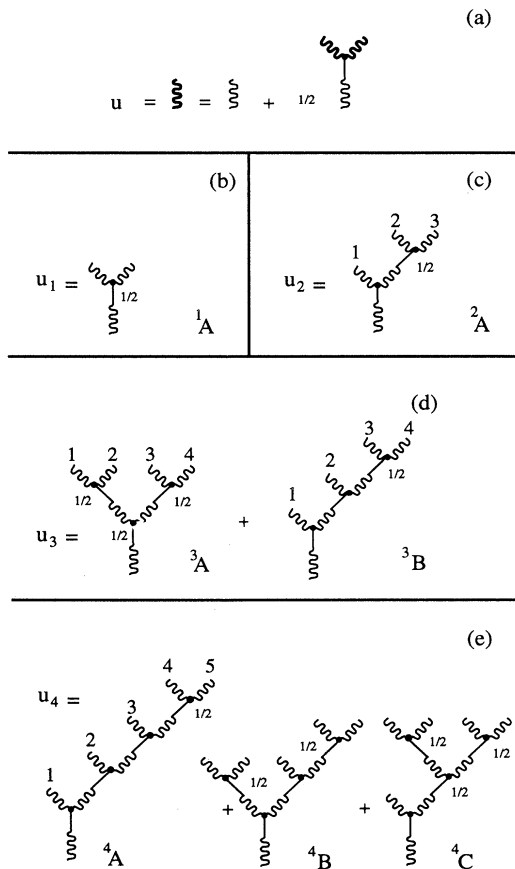 (a)
u = = + 1/2
(b)
u1 = 1/2
1A
(c)
1 2 3
u2 = 1/2
2A
(d)
1 2 3 4
1/2 1/2
u3 = 1/2
3A
+
1 2 3 4
1/2
3B
(e)
u4 =
1 2 3 4 5
1/2
4A
+
1/2 1/2
4B
+
1/2 1/2
1/2
4C